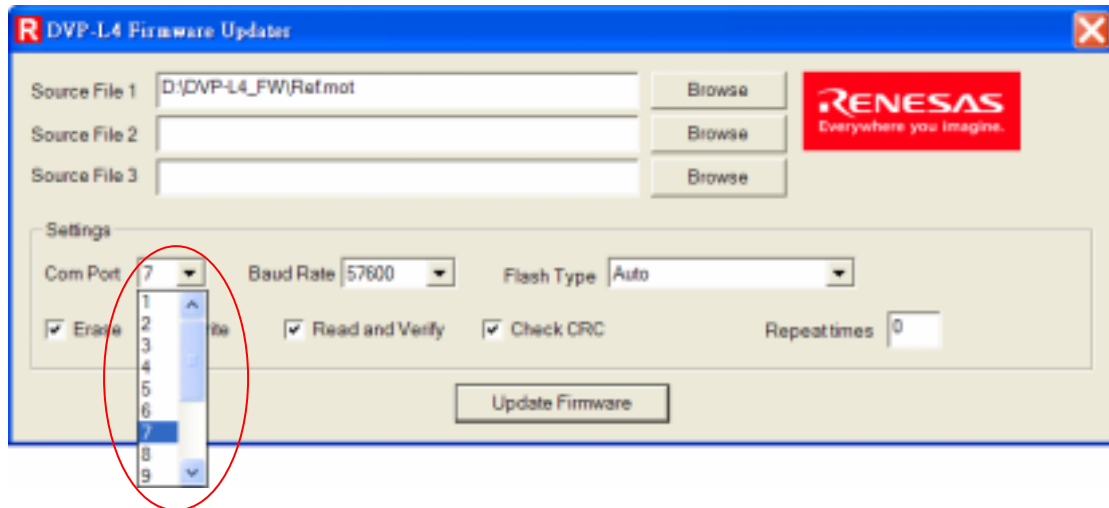 R DVP-L4 Firmware Updater
Source File 1 D:\DVP-L4_FW\Ref.mot Browse
RENESAS
Everywhere you imagine.
Source File 2 Browse
Source File 3 Browse
Settings
Com Port 7 Baud Rate 57600 Flash Type Auto
1
2
3
4
5
6
7
8
9
Erase Read and Verify Check CRC Repeat times 0
Update Firmware